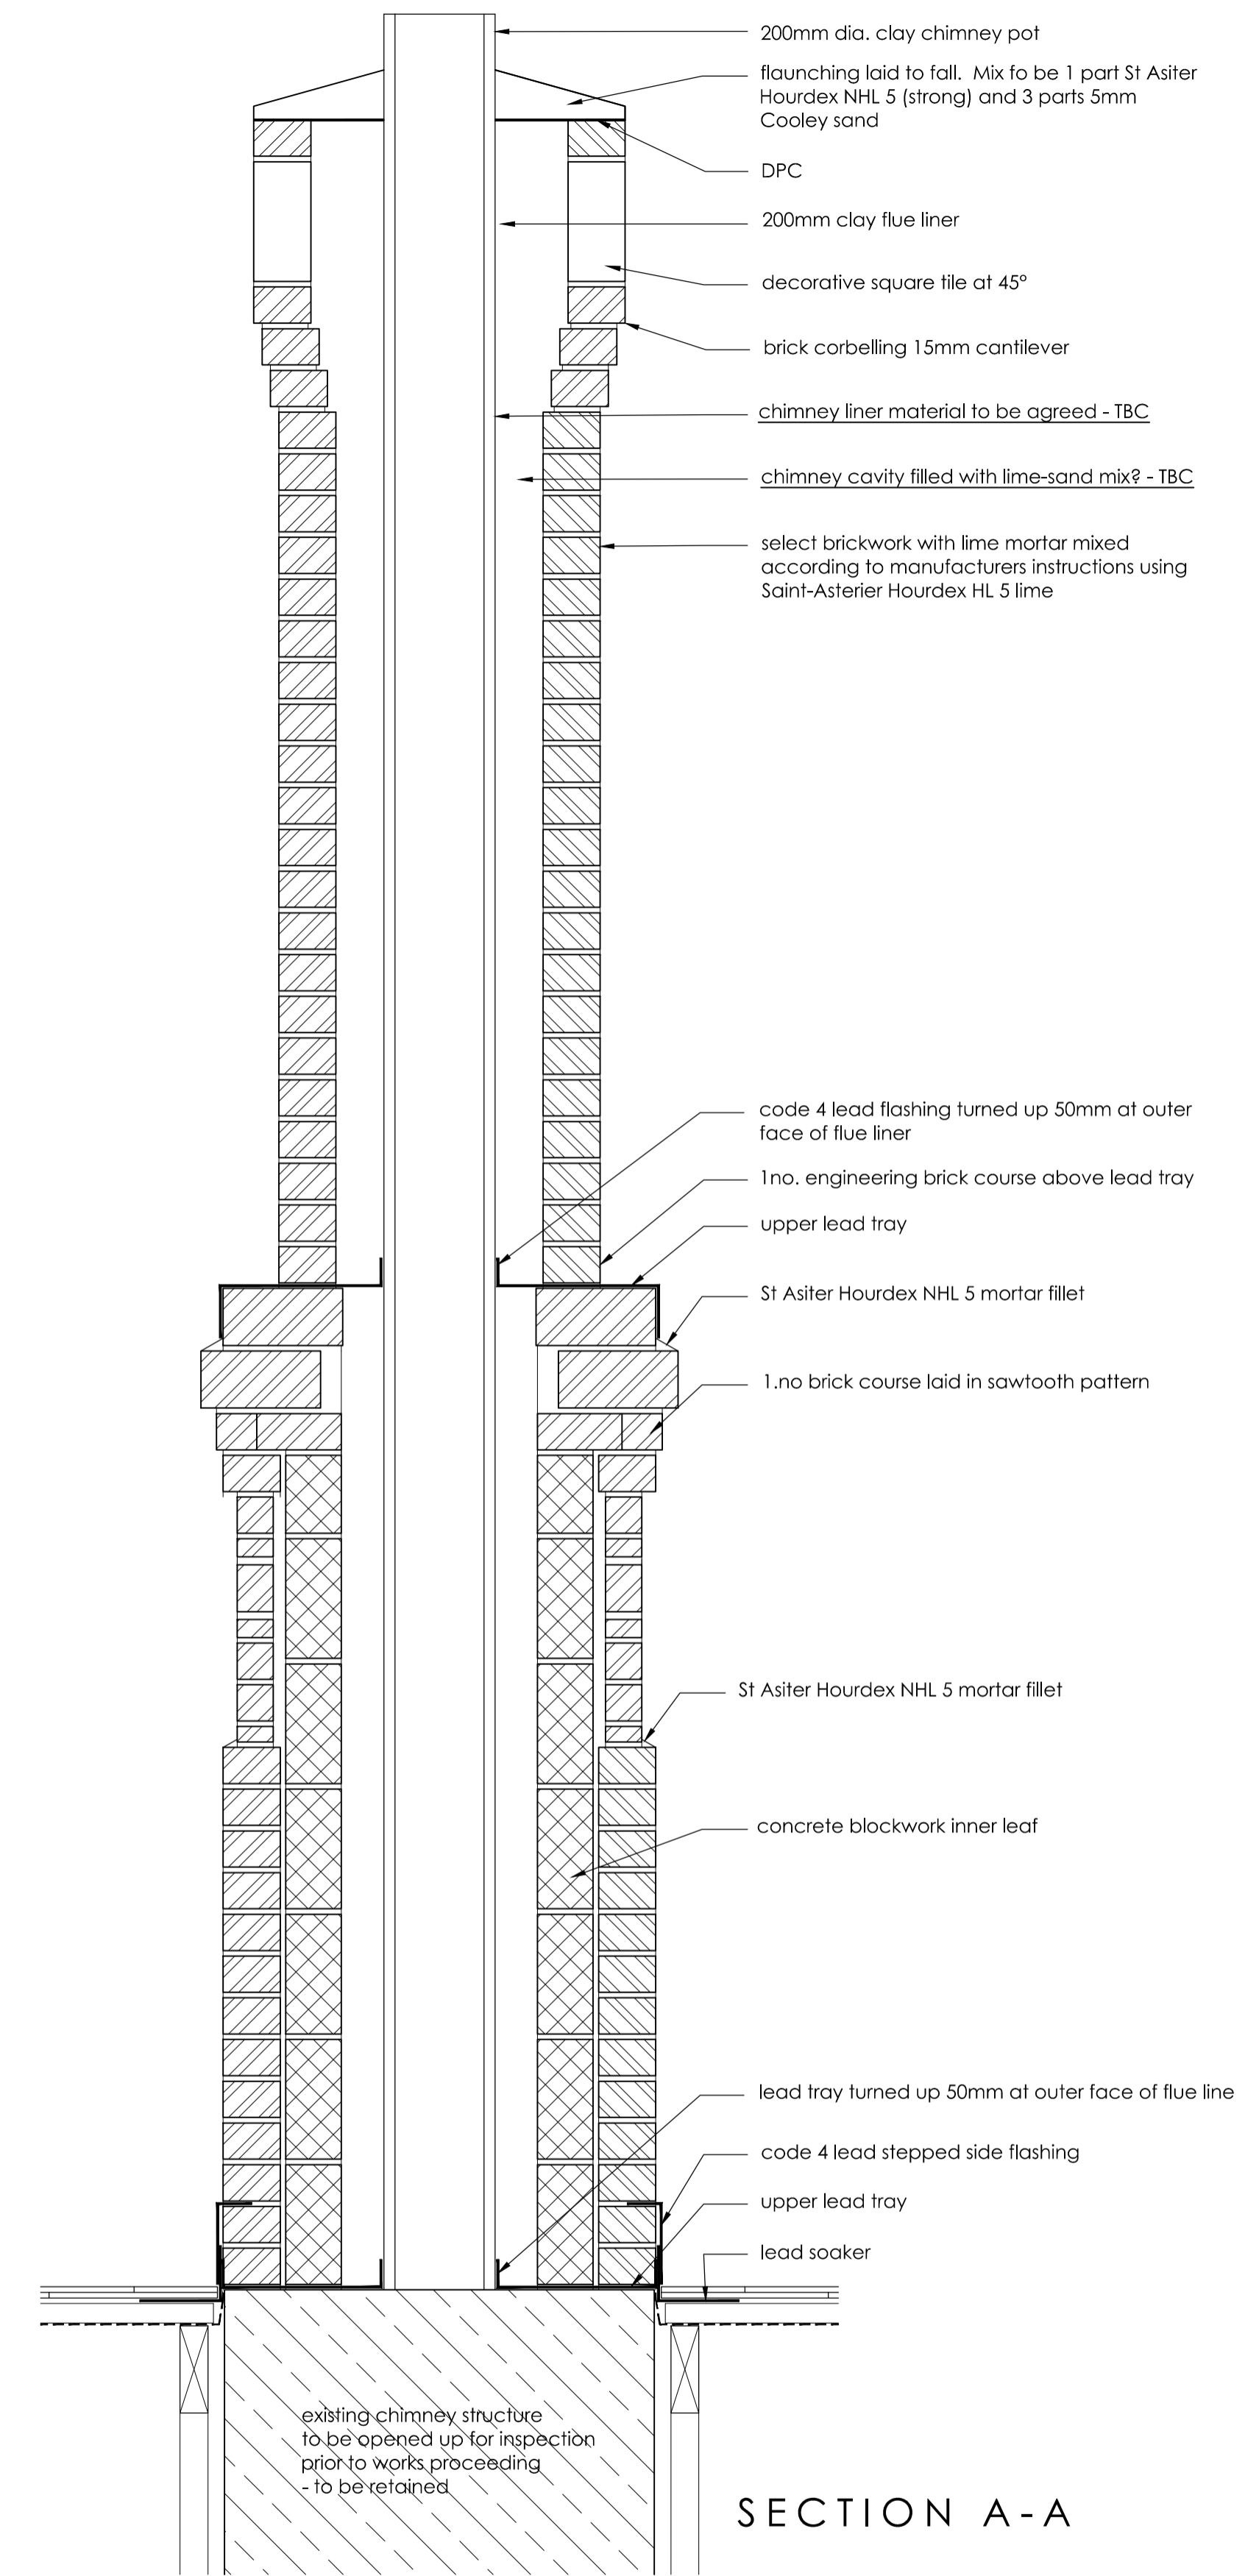 200mm dia. clay chimney pot
flaunching laid to fall. Mix fo be 1 part St Asiter
Hourdex NHL 5 (strong) and 3 parts 5mm
Cooley sand
DPC
200mm clay flue liner
decorative square tile at 45°
brick corbelling 15mm cantilever
chimney liner material to be agreed - TBC
chimney cavity filled with lime-sand mix? - TBC
select brickwork with lime mortar mixed
according to manufacturers instructions using
Saint-Asterier Hourdex HL 5 lime
code 4 lead flashing turned up 50mm at outer
face of flue liner
1no. engineering brick course above lead tray
upper lead tray
St Asiter Hourdex NHL 5 mortar fillet
1.no brick course laid in sawtooth pattern
St Asiter Hourdex NHL 5 mortar fillet
concrete blockwork inner leaf
lead tray turned up 50mm at outer face of flue line
code 4 lead stepped side flashing
upper lead tray
lead soaker
existing chimney structure
to be opened up for inspection
prior to works proceeding
- to be retained
SECTION A-A